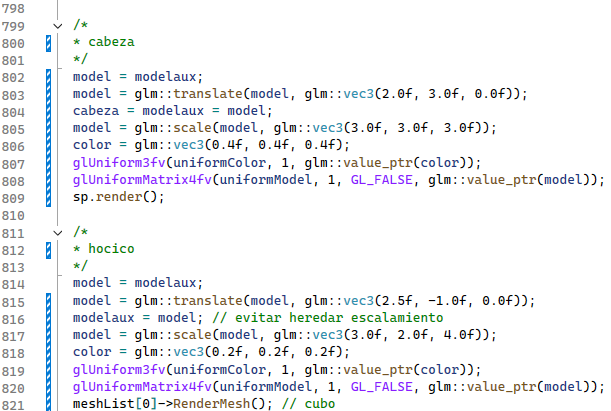 798
799 /*
800 * cabeza
801 */
802 model = modelaux;
803 model = glm::translate(model, glm::vec3(2.0f, 3.0f, 0.0f));
804 cabeza = modelaux = model;
805 model = glm::scale(model, glm::vec3(3.0f, 3.0f, 3.0f));
806 color = glm::vec3(0.4f, 0.4f, 0.4f);
807 glUniform3fv(uniformColor, 1, glm::value_ptr(color));
808 glUniformMatrix4fv(uniformModel, 1, GL_FALSE, glm::value_ptr(model));
809 sp.render();
810
811 /*
812 * hocico
813 */
814 model = modelaux;
815 model = glm::translate(model, glm::vec3(2.5f, -1.0f, 0.0f));
816 modelaux = model; // evitar heredar escalamiento
817 model = glm::scale(model, glm::vec3(3.0f, 2.0f, 4.0f));
818 color = glm::vec3(0.2f, 0.2f, 0.2f);
819 glUniform3fv(uniformColor, 1, glm::value_ptr(color));
820 glUniformMatrix4fv(uniformModel, 1, GL_FALSE, glm::value_ptr(model));
821 meshList[0]->RenderMesh(); // cubo